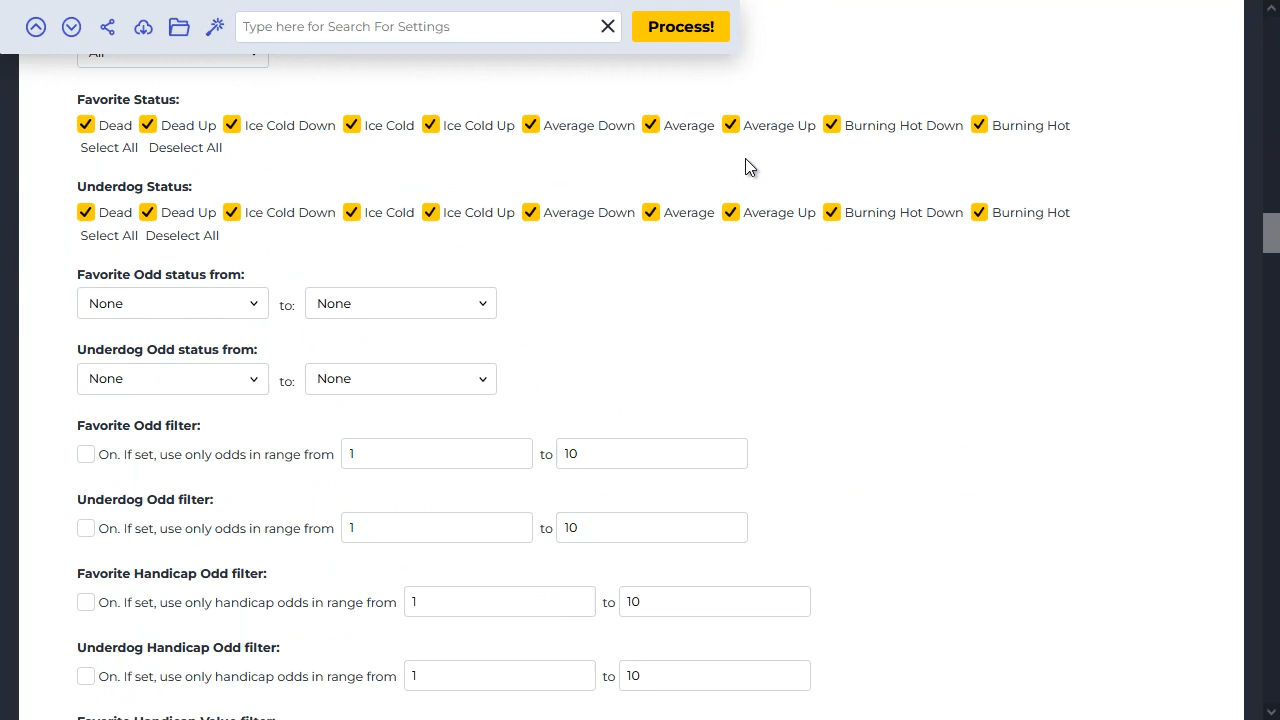 Type here for Search For Settings
Process!
All
Favorite Status:
Dead Dead Up Ice Cold Down Ice Cold Ice Cold Up Average Down Average Average Up Burning Hot Down Burning Hot
Select All Deselect All
Underdog Status:
Dead Dead Up Ice Cold Down Ice Cold Ice Cold Up Average Down Average Average Up Burning Hot Down Burning Hot
Select All Deselect All
Favorite Odd status from:
None to: None
Underdog Odd status from:
None to: None
Favorite Odd filter:
On. If set, use only odds in range from 1 to 10
Underdog Odd filter:
On. If set, use only odds in range from 1 to 10
Favorite Handicap Odd filter:
On. If set, use only handicap odds in range from 1 to 10
Underdog Handicap Odd filter:
On. If set, use only handicap odds in range from 1 to 10
Favorite Handicap Value filter: